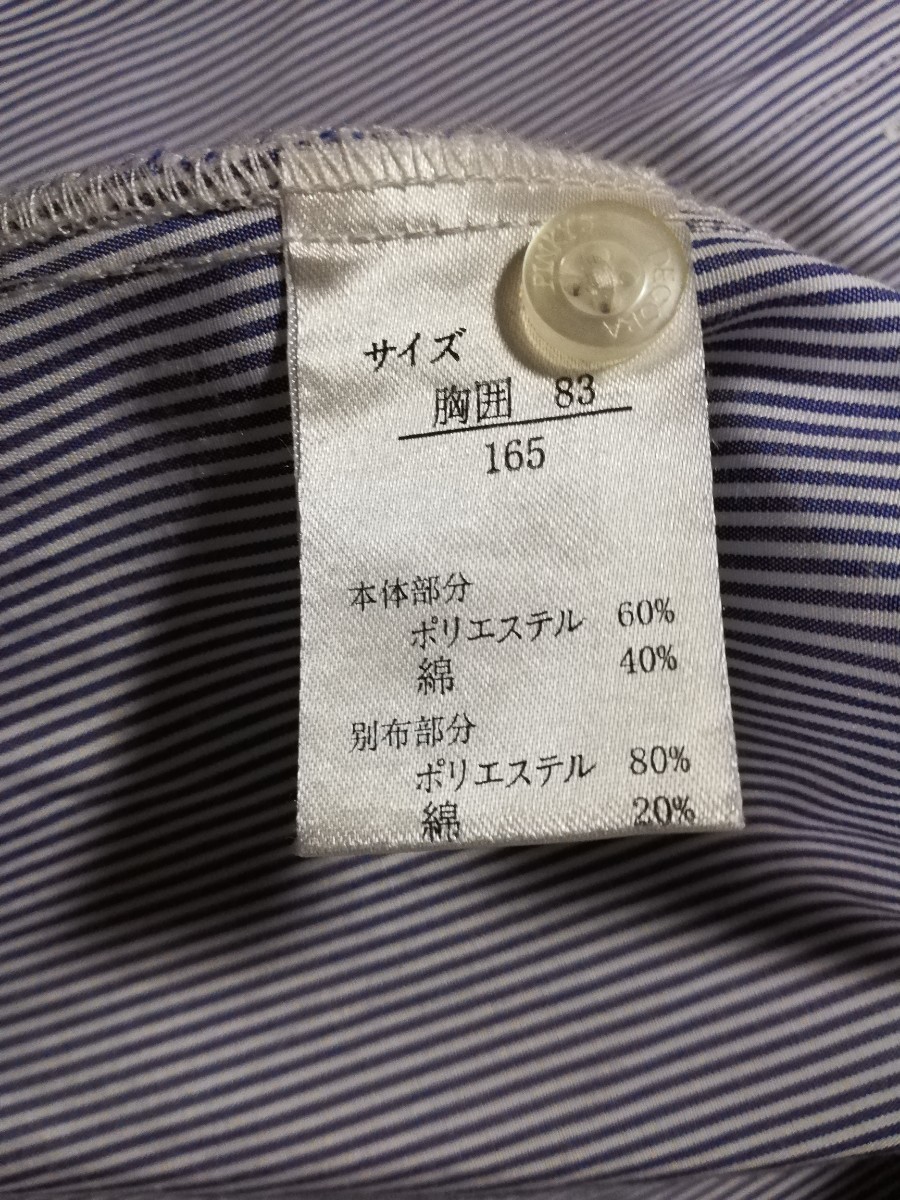 サイズ
胸囲 83
165
本体部分
ポリエステル 60%
綿 40%
別布部分
ポリエステル 80%
綿 20%